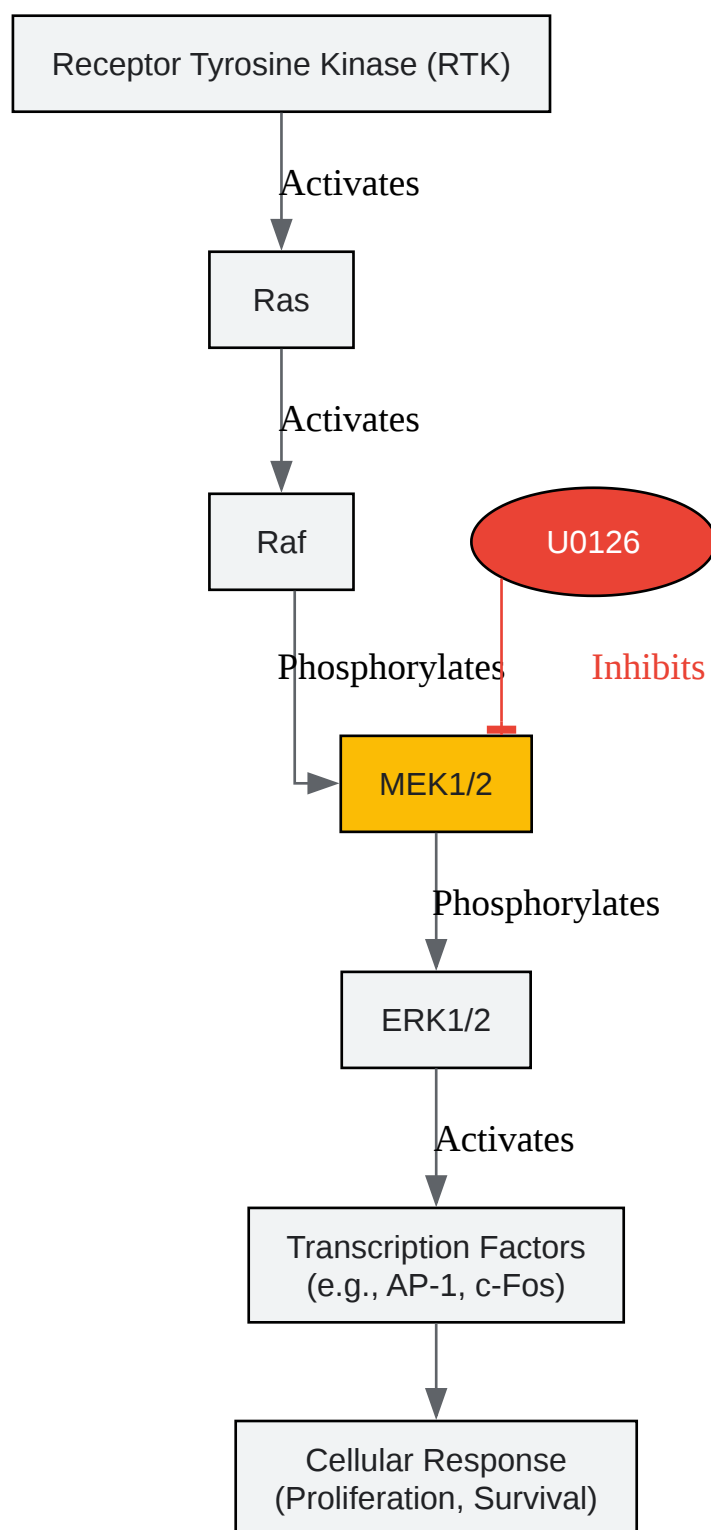 Receptor Tyrosine Kinase (RTK)
Activates
Ras
Activates
Raf
U0126
Phosphorylates
Inhibits
MEK1/2
Phosphorylates
ERK1/2
Activates
Transcription Factors
(e.g., AP-1, c-Fos)
Cellular Response
(Proliferation, Survival)